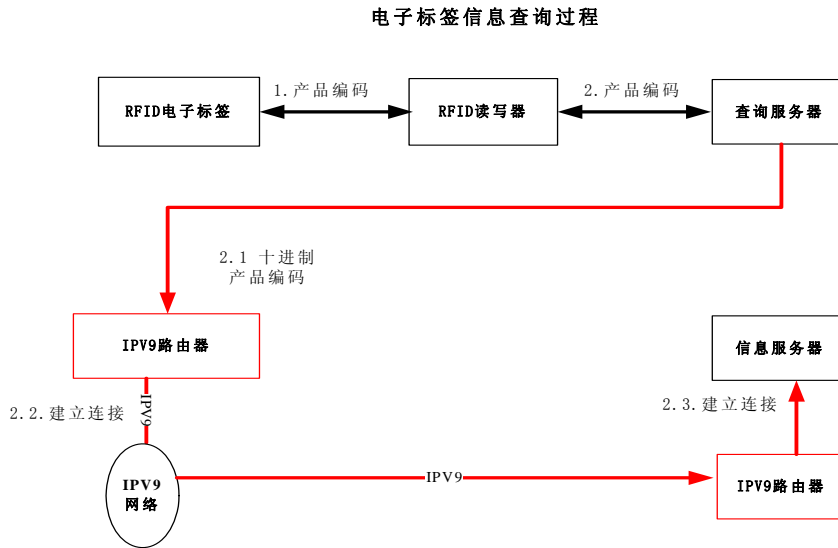 电子标签信息查询过程
1.产品编码
2.产品编码
RFID电子标签
RFID读写器
查询服务器
2.1 十进制
产品编码
IPV9路由器
信息服务器
2.2.建立连接
IPV9
2.3.建立连接
IPV9
网络
IPV9
IPV9路由器